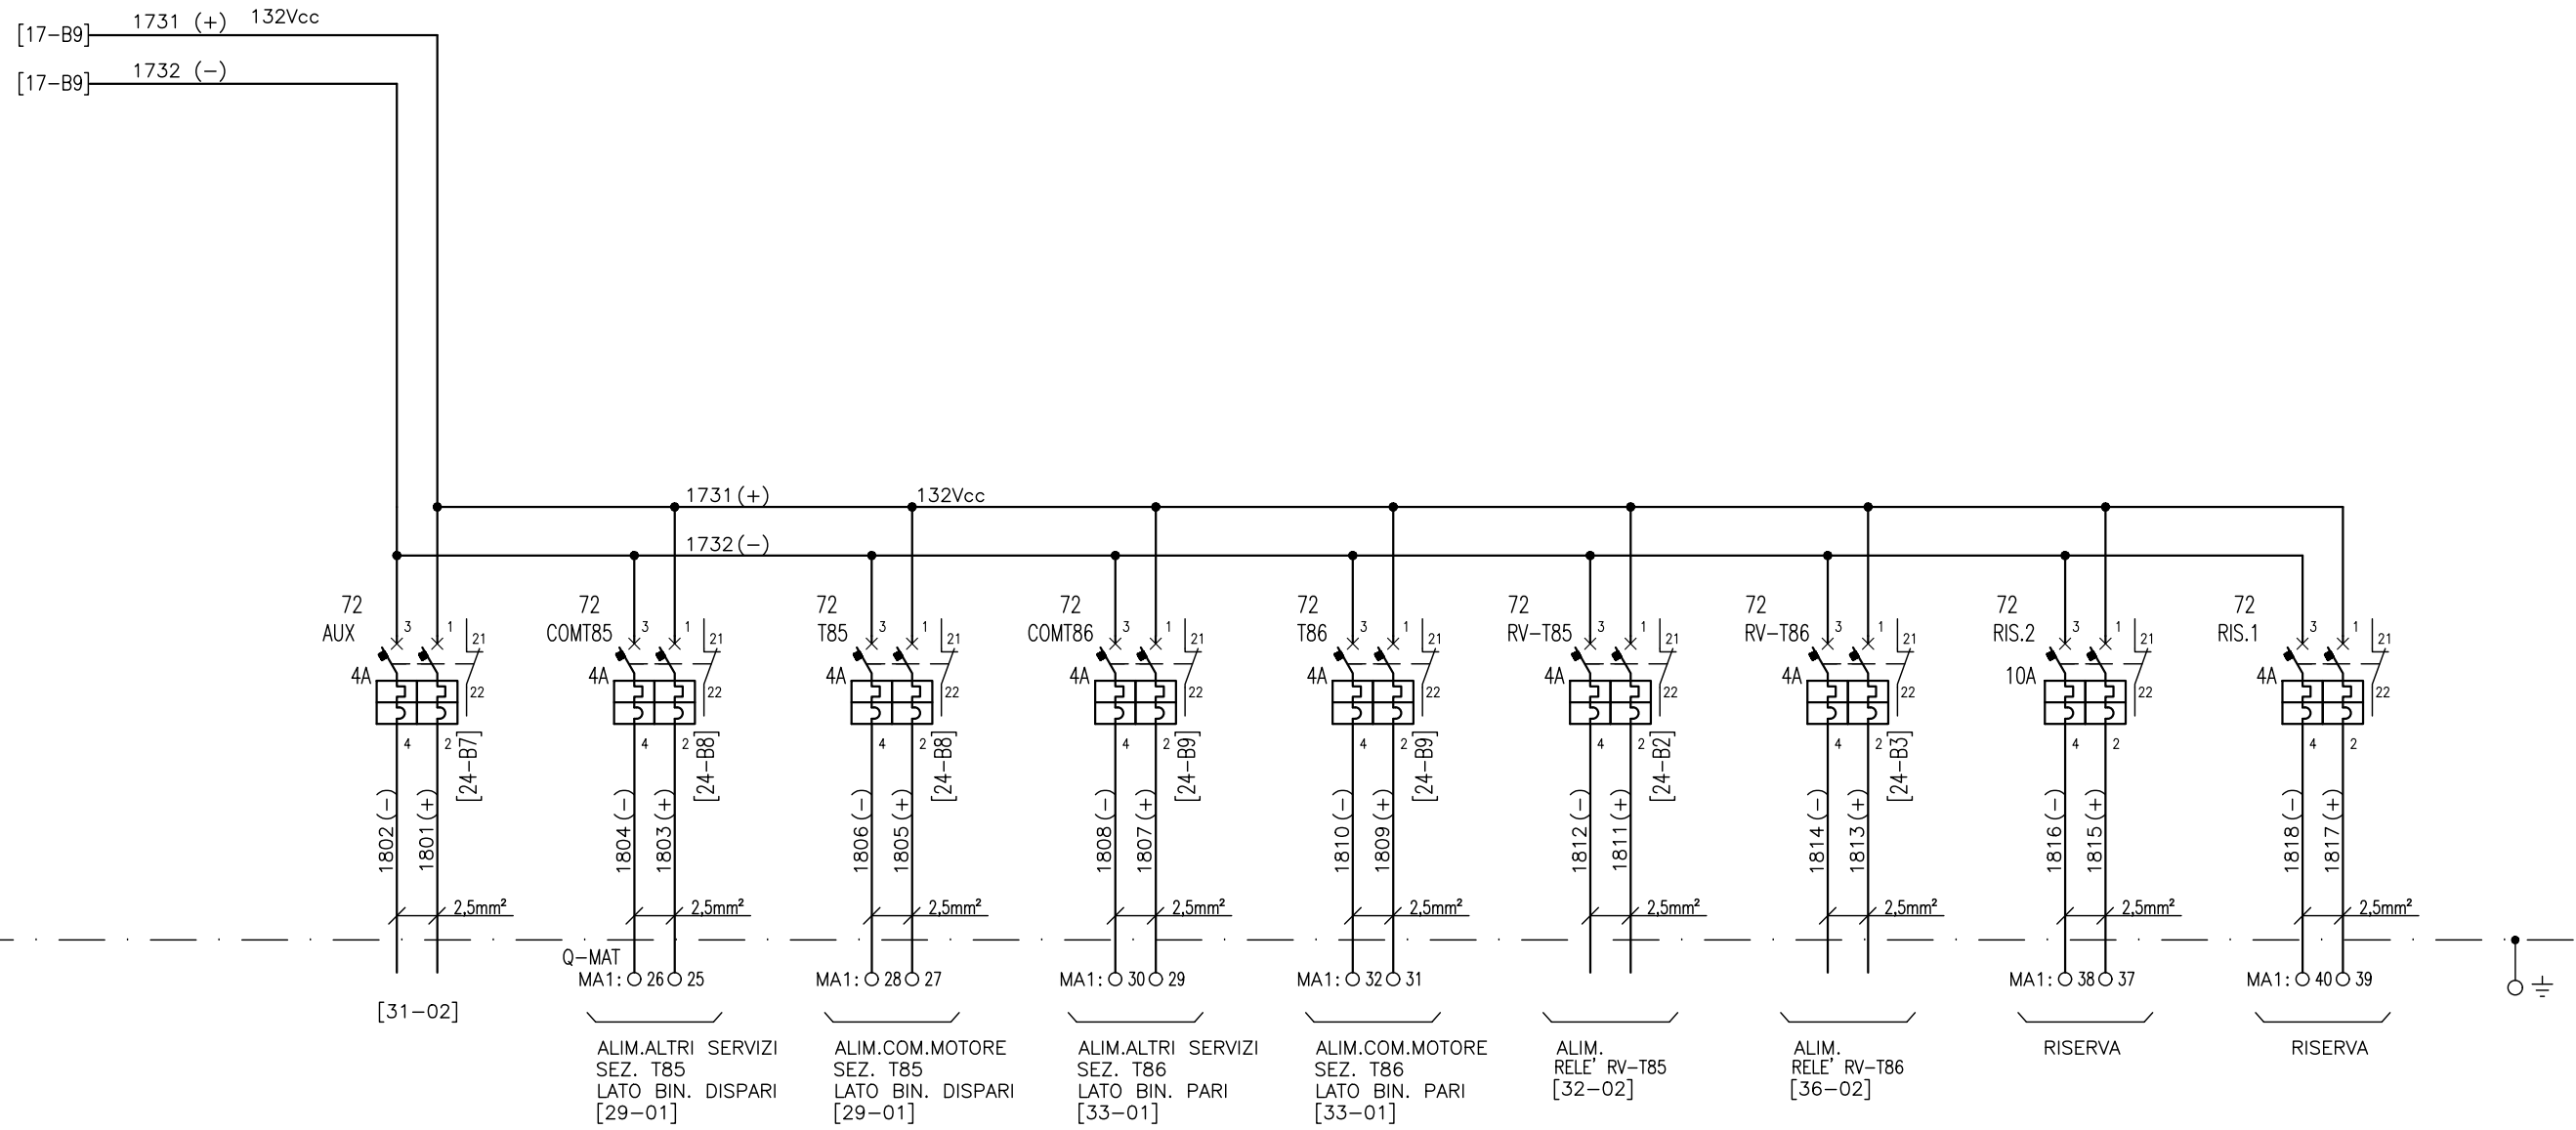 [17-B9] 1731 (+) 132Vcc
[17-B9] 1732 (-)
1731(+) 132Vcc
1732(-)
72 72 72 72 72 72 72 72 72
AUX COMT85 T85 COMT86 T86 RV-T85 RV-T86 RIS.2 RIS.1
3 1 21 3 1 21 3 1 21 3 1 21 3 1 21 3 1 21 3 1 21 3 1 21 3 1 21
4A 4A 4A 4A 4A 4A 4A 10A 4A
22 22 22 22 22 22 22 22 22
4 2 4 2 4 2 4 2 4 2 4 2 4 2 4 2 4 2
[24-B7] [24-B8] [24-B8] [24-B9] [24-B9] [24-B2] [24-B3]
1802(-) 1801(+) 1804(-) 1803(+) 1806(-) 1805(+) 1808(-) 1807(+) 1810(-) 1809(+) 1812(-) 1811(+) 1814(-) 1813(+) 1816(-) 1815(+) 1818(-) 1817(+)
2,5mm² 2,5mm² 2,5mm² 2,5mm² 2,5mm² 2,5mm² 2,5mm² 2,5mm² 2,5mm²
Q-MAT
MA1: 26 25 MA1: 28 27 MA1: 30 29 MA1: 32 31 MA1: 38 37 MA1: 40 39
[31-02]
ALIM.ALTRI SERVIZI
SEZ. T85
LATO BIN. DISPARI
[29-01]
ALIM.COM.MOTORE
SEZ. T85
LATO BIN. DISPARI
[29-01]
ALIM.ALTRI SERVIZI
SEZ. T86
LATO BIN. PARI
[33-01]
ALIM.COM.MOTORE
SEZ. T86
LATO BIN. PARI
[33-01]
ALIM.
RELE' RV-T85
[32-02]
ALIM.
RELE' RV-T86
[36-02]
RISERVA
RISERVA